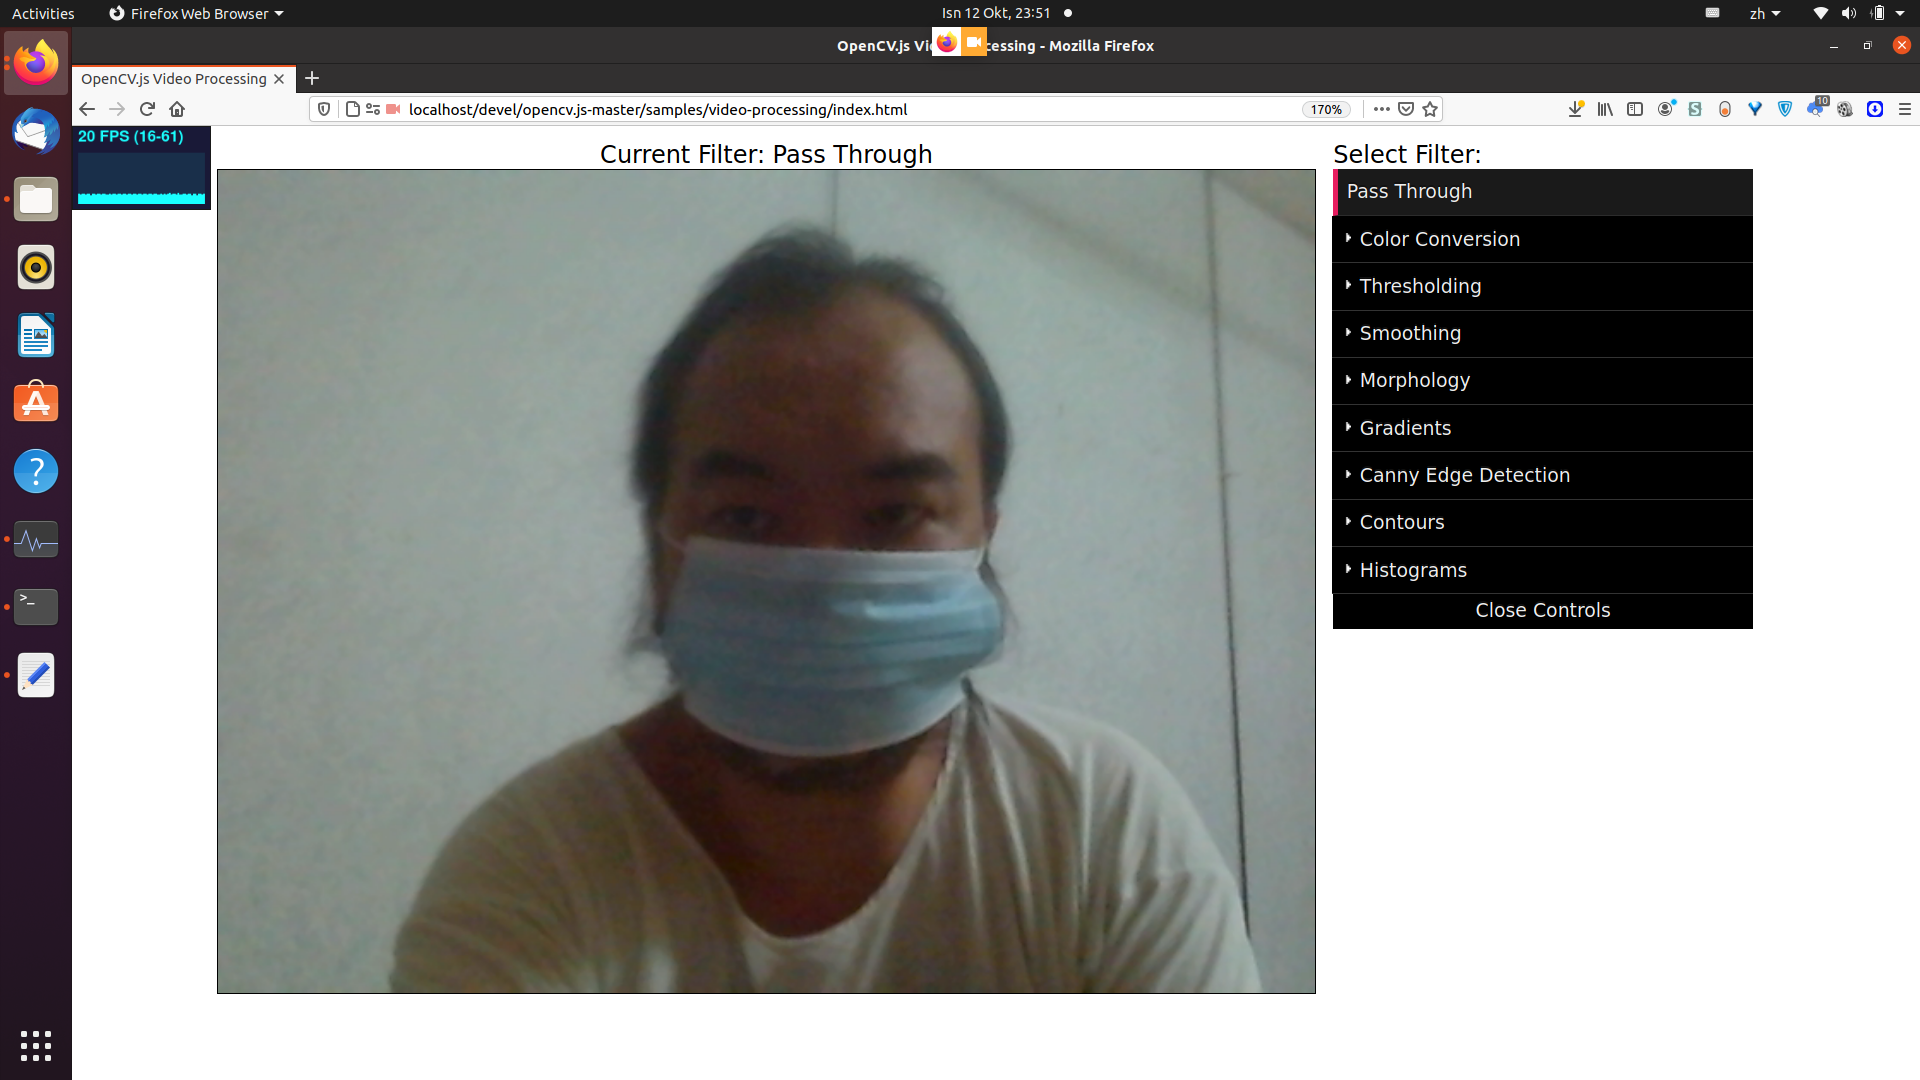 Activities
Firefox Web Browser
Isn 12 Okt, 23:51
zh
OpenCV.js Vi
cessing - Mozilla Firefox
OpenCV.js Video Processing
localhost/devel/opencv.js-master/samples/video-processing/index.html
170%
10
20 FPS (16-61)
Current Filter: Pass Through
Select Filter:
Pass Through
Color Conversion
Thresholding
Smoothing
Morphology
Gradients
Canny Edge Detection
Contours
Histograms
Close Controls